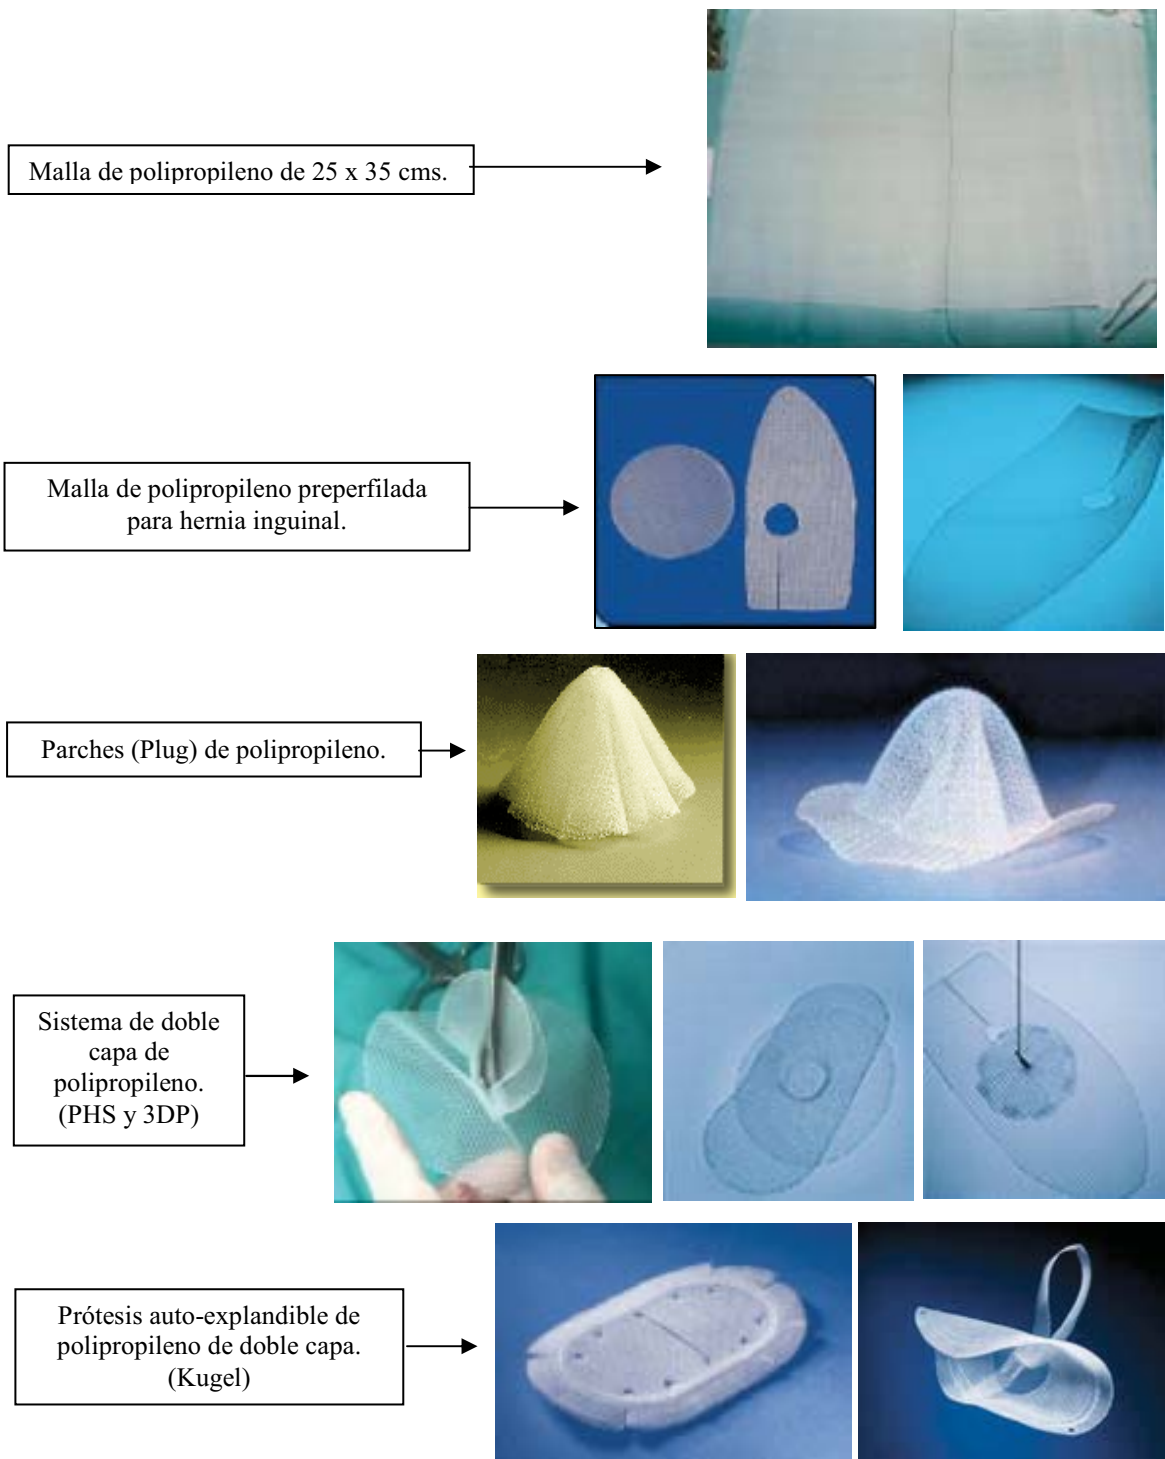 Malla de polipropileno de 25 x 35 cms.
Malla de polipropileno preperfilada
para hernia inguinal.
Parches (Plug) de polipropileno.
Sistema de doble
capa de
polipropileno.
(PHS y 3DP)
Prótesis auto-explandible de
polipropileno de doble capa.
(Kugel)